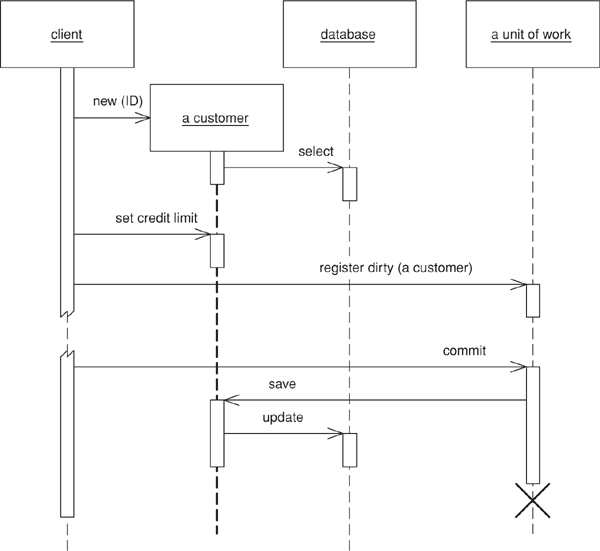 client
database
a unit of work
new (ID)
a customer
select
set credit limit
register dirty (a customer)
commit
save
update